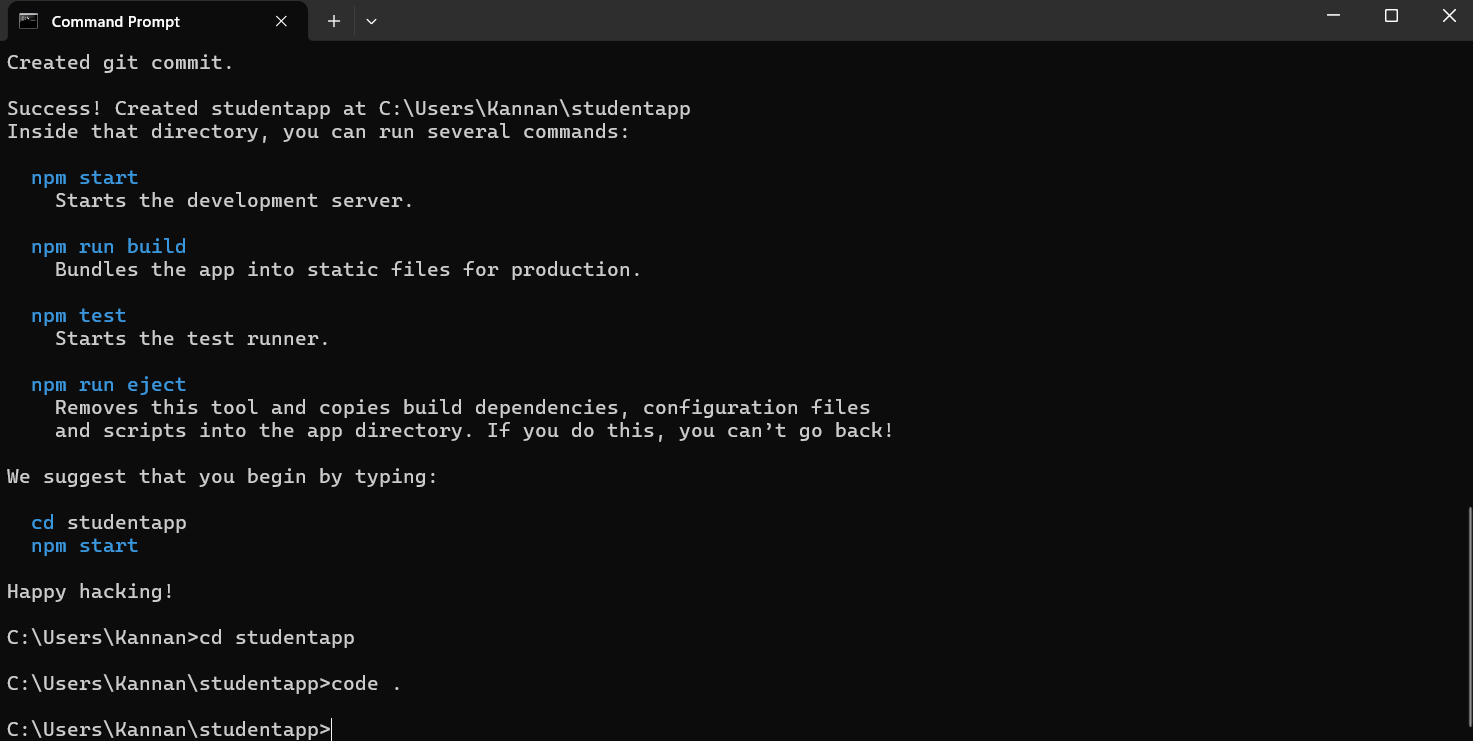 Command Prompt
Created git commit.
Success! Created studentapp at C:\Users\Kannan\studentapp
Inside that directory, you can run several commands:
npm start
Starts the development server.
npm run build
Bundles the app into static files for production.
npm test
Starts the test runner.
npm run eject
Removes this tool and copies build dependencies, configuration files
and scripts into the app directory. If you do this, you can’t go back!
We suggest that you begin by typing:
cd studentapp
npm start
Happy hacking!
C:\Users\Kannan>cd studentapp
C:\Users\Kannan\studentapp>code .
C:\Users\Kannan\studentapp>